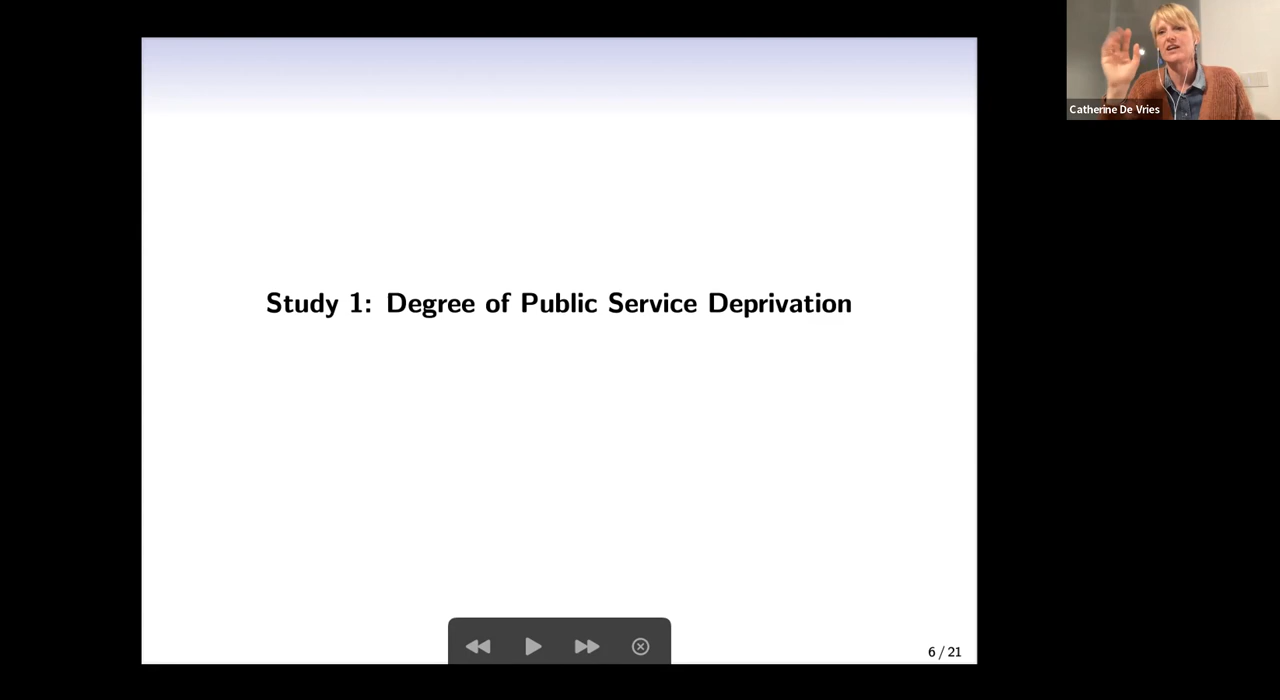 Catherine De Vries
Study 1: Degree of Public Service Deprivation
6 / 21